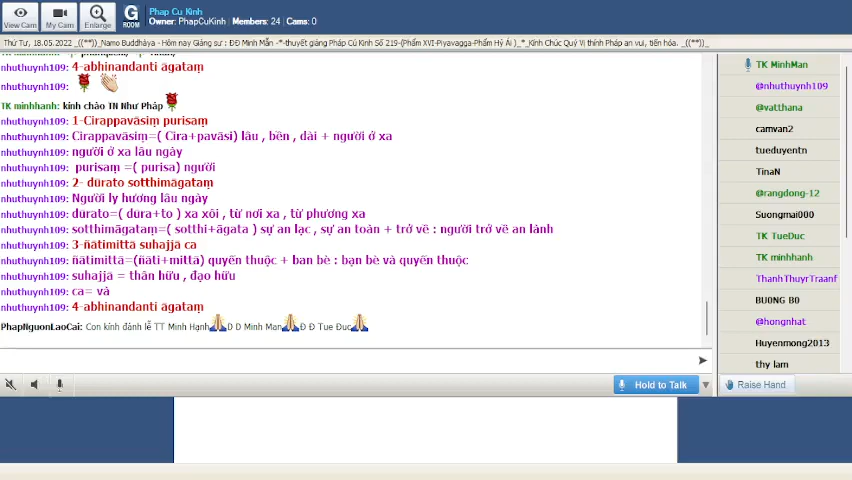 View Cam
My Cam
Enlarge
G
ROOM
Phap Cu Kinh
Owner: PhapCuKinh | Members: 24 | Cams: 0
Thứ Tư, 18.05.2022 _((**))_Namo Buddhàya - Hôm nay Giảng sư : ĐĐ Minh Mẫn -*-thuyết giảng Pháp Cú Kinh Số 219-(Phẩm XVI-Piyavagga-Phẩm Hỷ Ái )_*_Kính Chúc Quý Vị thính Pháp an vui, tiến hóa. _((**))_
nhuthuynh109: 4-abhinandanti āgataṃ
nhuthuynh109:
TK minhhanh: kính chào TN Như Pháp
nhuthuynh109: 1-Cirappavāsiṃ purisaṃ
nhuthuynh109: Cirappavāsiṃ=( Cira+pavāsi) lâu , bền , dài + người ở xa
nhuthuynh109: người ở xa lâu ngày
nhuthuynh109: purisaṃ =( purisa) người
nhuthuynh109: 2- dūrato sotthimāgataṃ
nhuthuynh109: Người ly hương lâu ngày
nhuthuynh109: dūrato=( dūra+to ) xa xôi , từ nơi xa , từ phương xa
nhuthuynh109: sotthimāgataṃ=( sotthi+āgata ) sự an lạc , sự an toàn + trở về : người trở về an lành
nhuthuynh109: 3-ñātimittā suhajjā ca
nhuthuynh109: ñātimittā=(ñāti+mittā) quyến thuộc + bạn bè : bạn bè và quyến thuộc
nhuthuynh109: suhajjā = thân hữu , đạo hữu
nhuthuynh109: ca= và
nhuthuynh109: 4-abhinandanti āgataṃ
PhapNguonLaoCai: Con kính đảnh lễ TT Minh Hạnh D D Minh Man Đ Đ Tue Đuc
TK MinhMan
@nhuthuynh109
@vatthana
camvan2
tueduyentn
TinaN
@rangdong-12
Suongmai000
TK TueDuc
TK minhhanh
ThanhThuyrTraanf
BU0NG B0
@hongnhat
Huyenmong2013
thy lam
Hold to Talk
Raise Hand